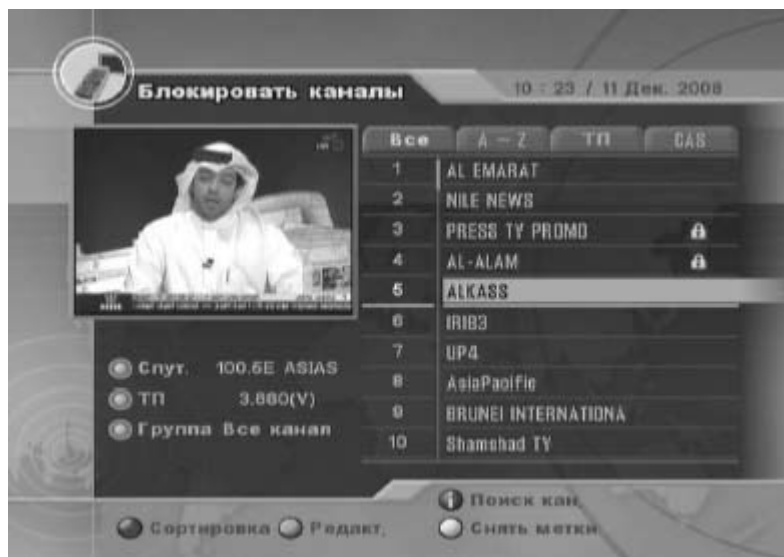 Блокировать каналы
10 : 23 / 11 Дек. 2008
Все A - Z ТП CAS
1 AL EMARAT
2 NILE NEWS
3 PRESS TV PROMO
4 AL-ALAM
5 ALKASS
6 IRIB3
7 UP4
8 AsiaPacific
9 BRUNEI INTERNATIONA
10 Shamshad TV
Спут. 100.5E ASIAS
ТП 3.880(V)
Группа Все канал
Поиск кан.
Сортировка Редакт.
Снять метки